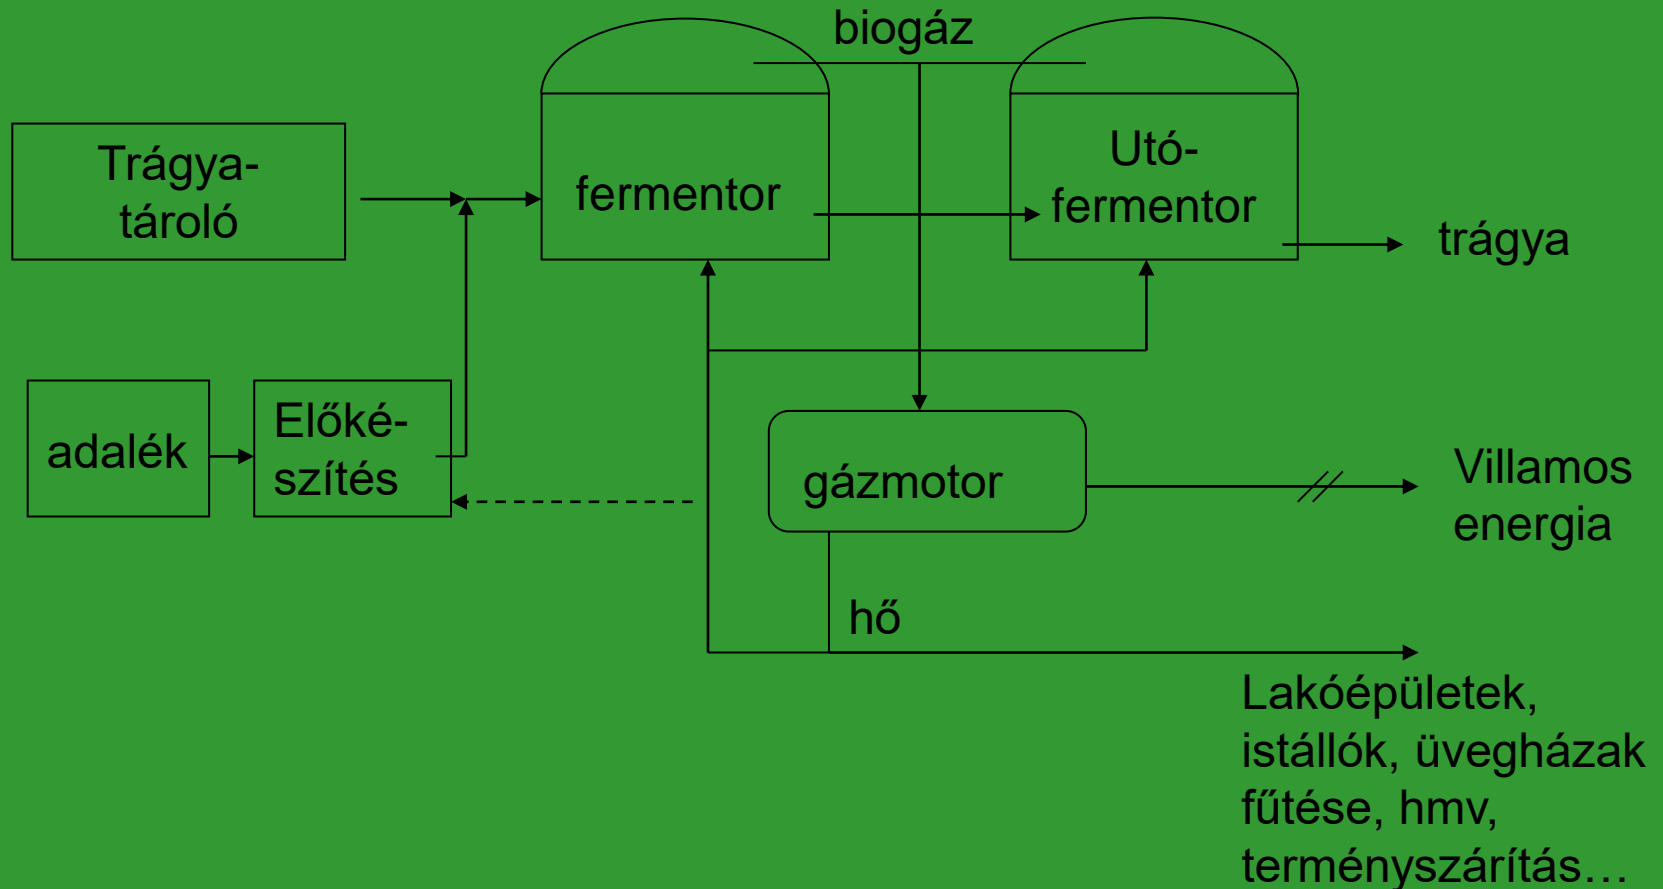 biogáz
Trágya-
tároló
fermentor
Utó-
fermentor
trágya
adalék
Előké-
szítés
gázmotor
Villamos
energia
hő
Lakóépületek,
istállók, üvegházak
fűtése, hmv,
terményszárítás…